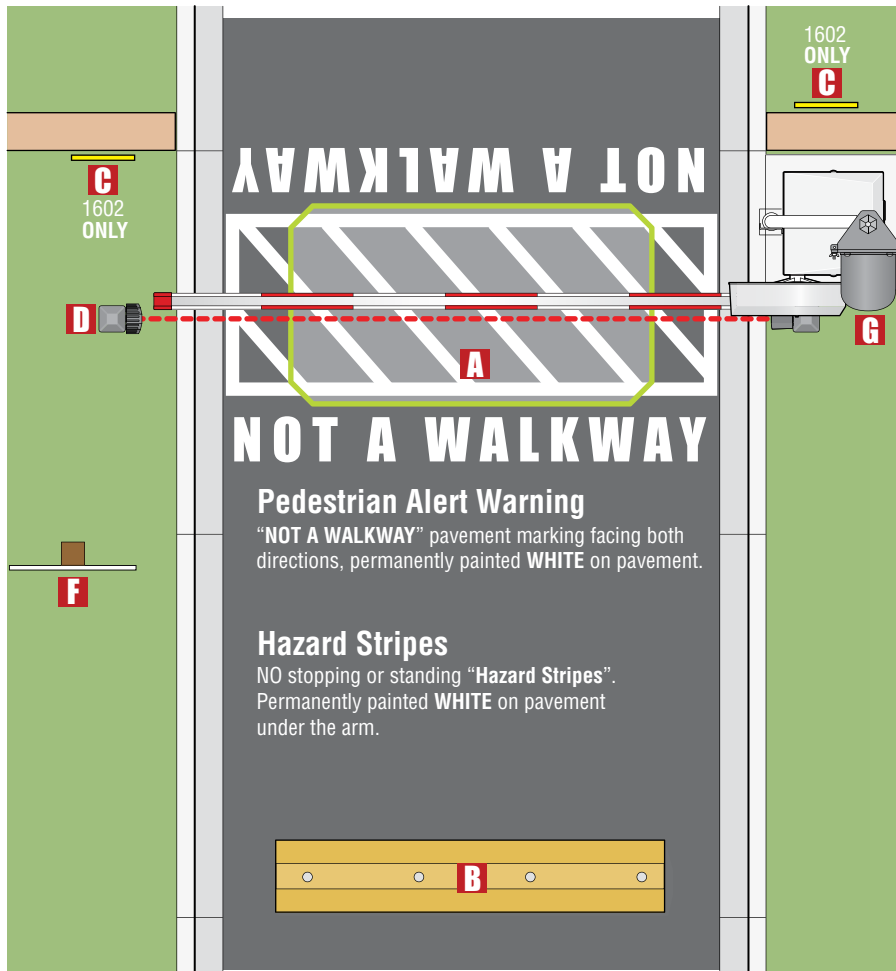 1602
ONLY
C
C
1602
ONLY
NOT A WALKWAY
D
G
A
NOT A WALKWAY
Pedestrian Alert Warning
“NOT A WALKWAY” pavement marking facing both
directions, permanently painted WHITE on pavement.
F
Hazard Stripes
NO stopping or standing “Hazard Stripes”.
Permanently painted WHITE on pavement
under the arm.
B